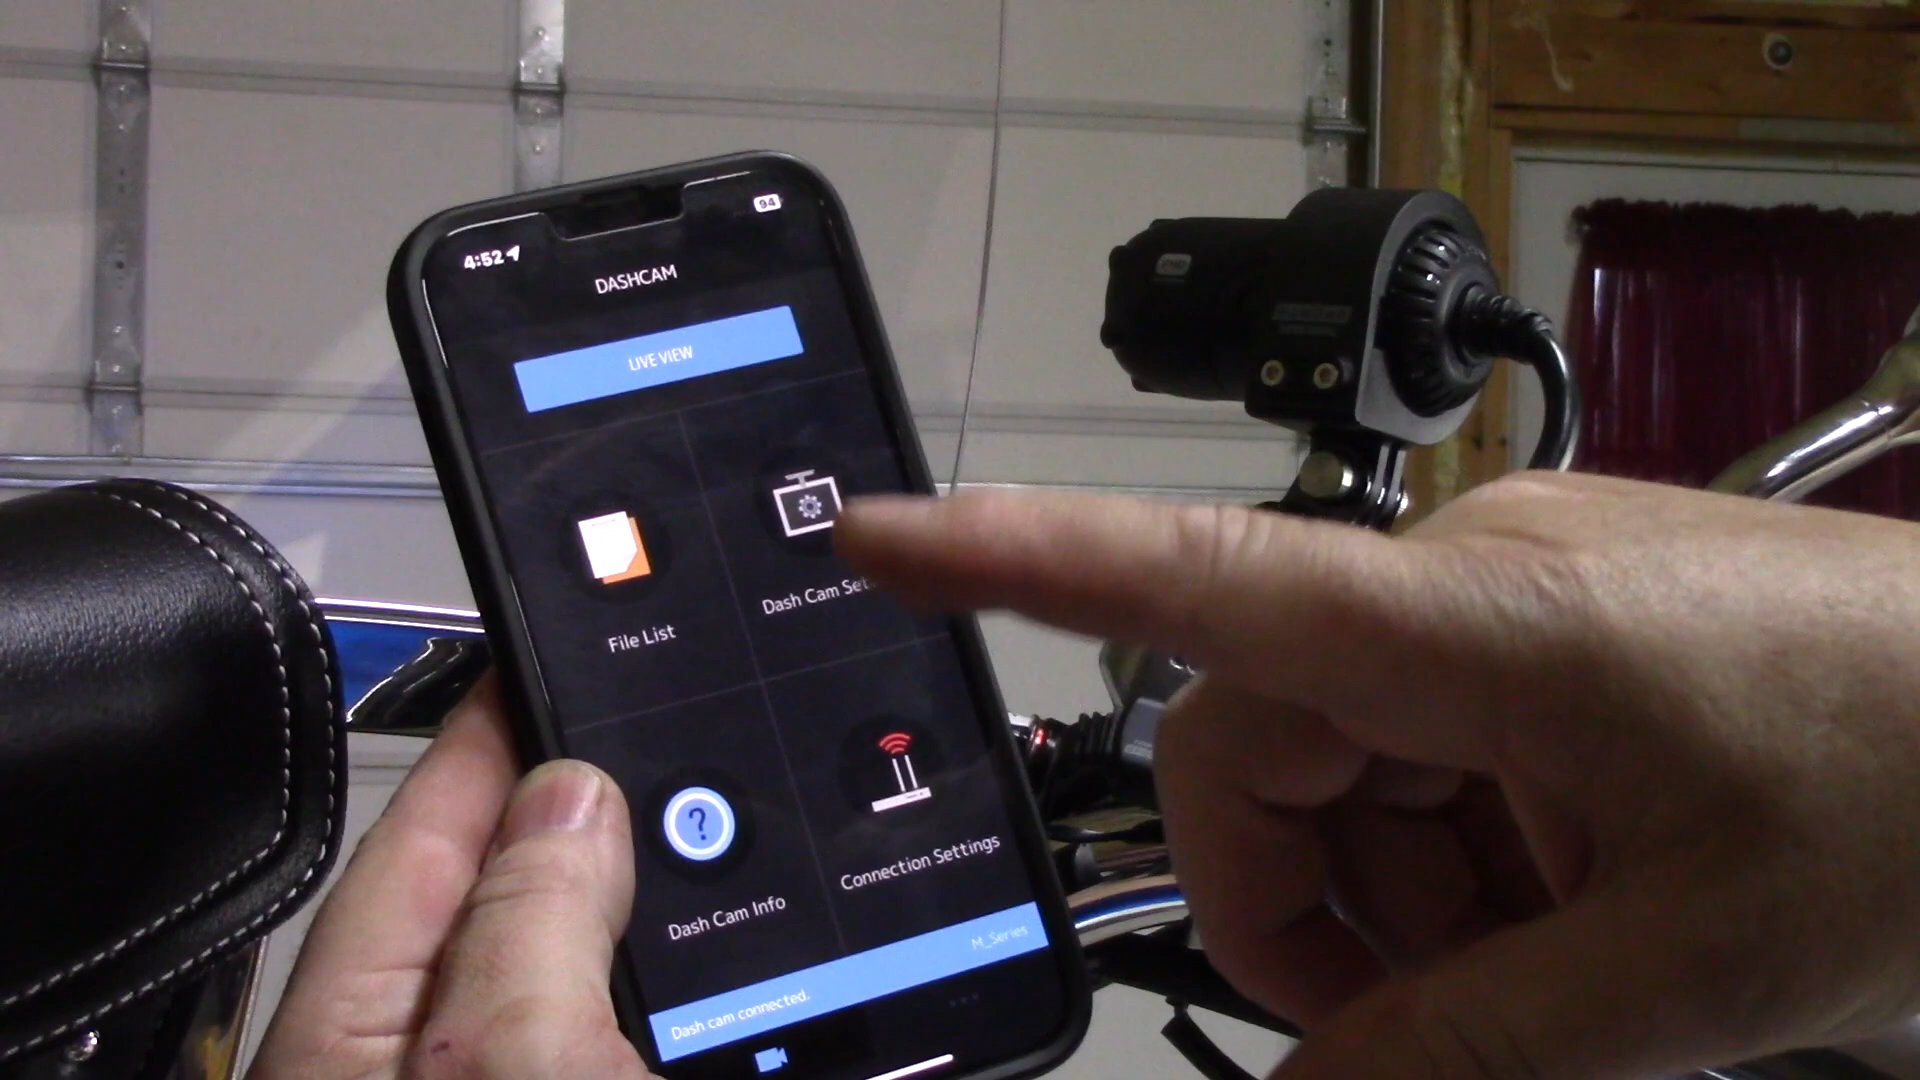 4:52
94
DASHCAM
LIVE VIEW
File List
Dash Cam Set
Dash Cam Info
Connection Settings
M_Series
Dash cam connected.